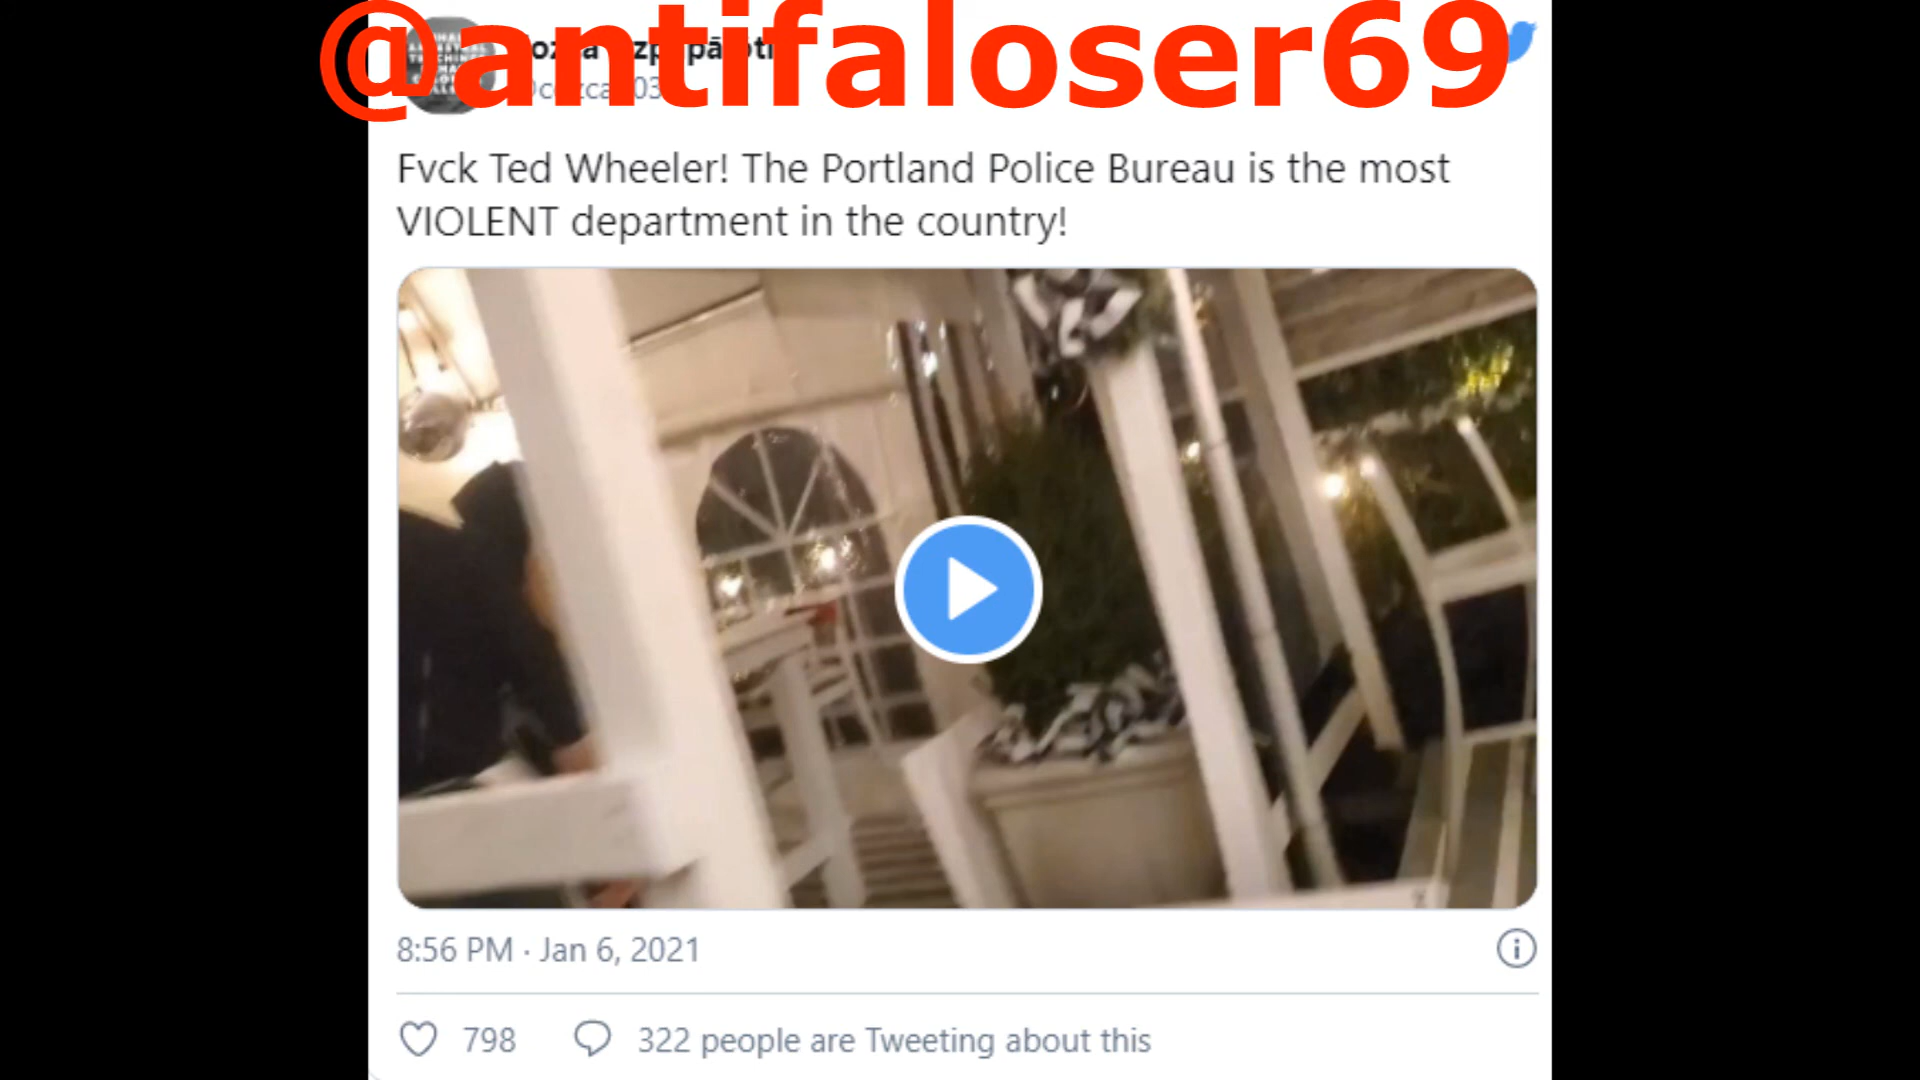 @antifaloser69
Fvck Ted Wheeler! The Portland Police Bureau is the most
VIOLENT department in the country!
8:56 PM · Jan 6, 2021
798
322 people are Tweeting about this